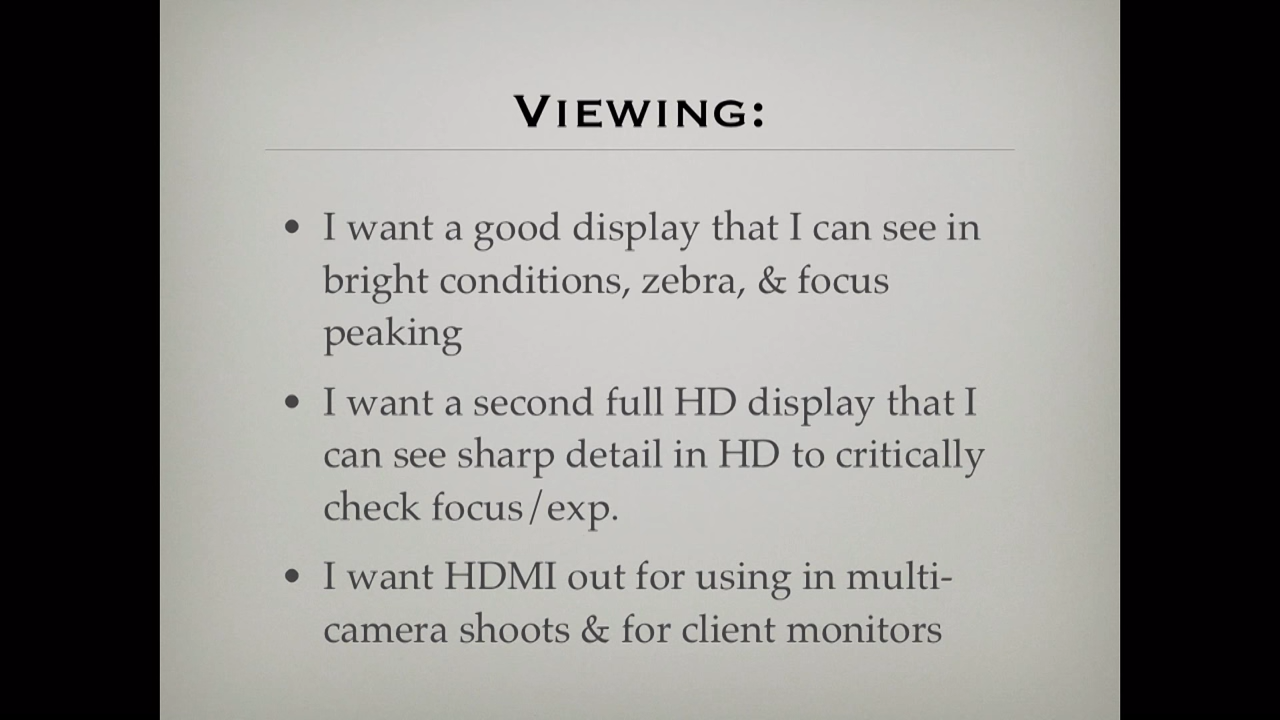 VIEWING:
• I want a good display that I can see in
bright conditions, zebra, & focus
peaking
• I want a second full HD display that I
can see sharp detail in HD to critically
check focus/exp.
• I want HDMI out for using in multi-
camera shoots & for client monitors